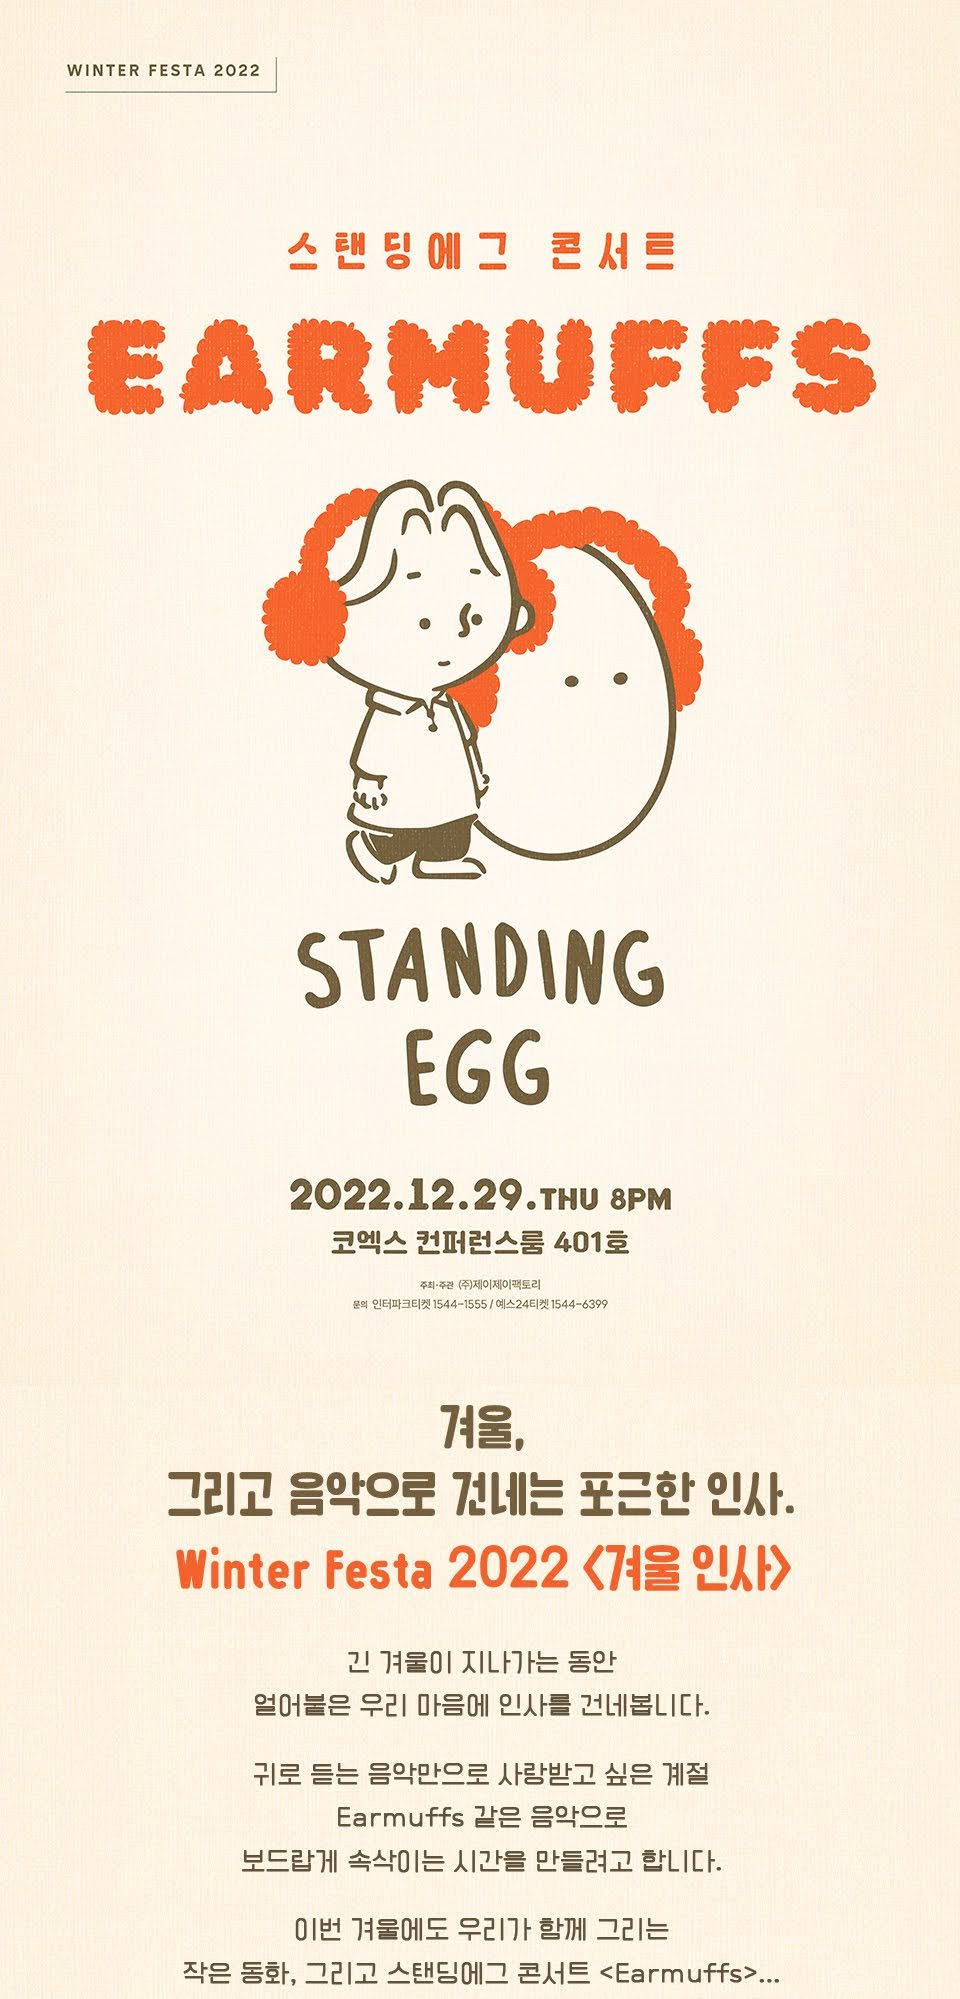 WINTER FESTA 2022
스탠딩에그 콘서트
EARMUFFS
STANDING
EGG
2022.12.29.THU 8PM
코엑스 컨퍼런스룸 401호
주최·주관 (주)제이제이팩토리
문의 인터파크티켓 1544-1555 / 예스24티켓 1544-6399
겨울,
그리고 음악으로 건네는 포근한 인사.
Winter Festa 2022 <겨울 인사>
긴 겨울이 지나가는 동안
얼어붙은 우리 마음에 인사를 건네봅니다.
귀로 듣는 음악만으로 사랑받고 싶은 계절
Earmuffs 같은 음악으로
보드랍게 속삭이는 시간을 만들려고 합니다.
이번 겨울에도 우리가 함께 그리는
작은 동화, 그리고 스탠딩에그 콘서트 <Earmuffs>...